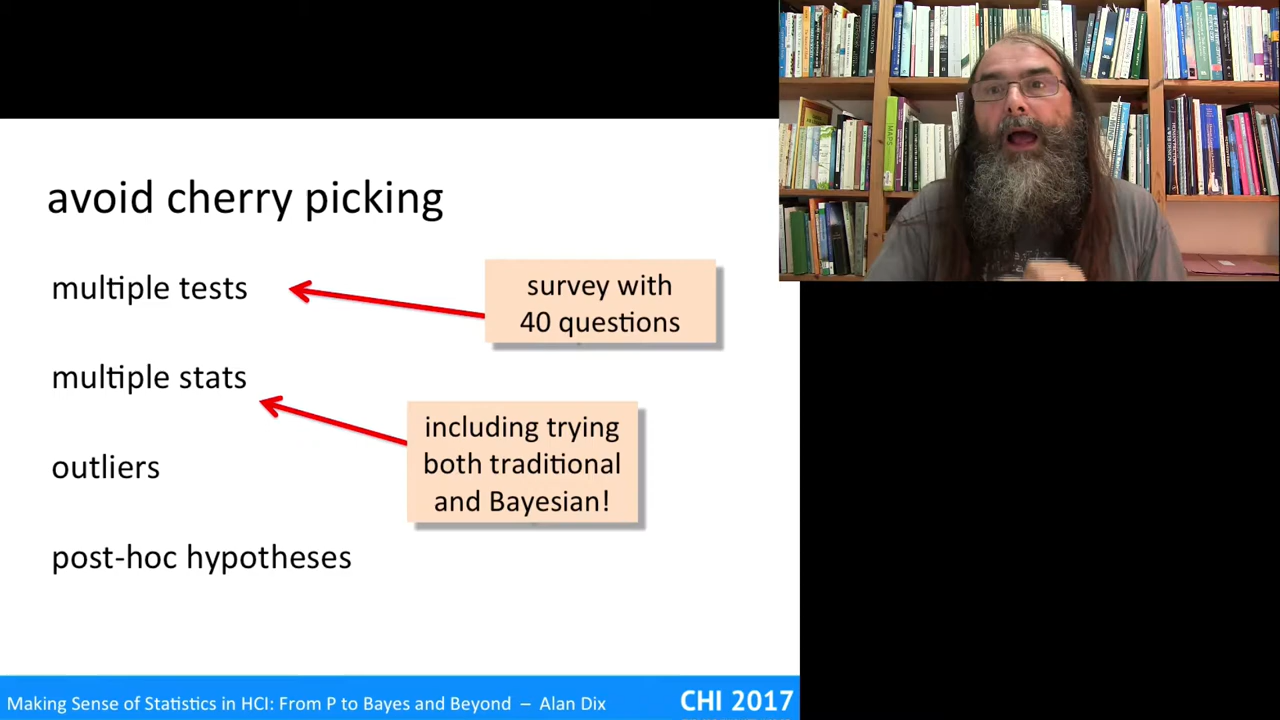 avoid cherry picking
multiple tests
survey with
40 questions
multiple stats
including trying
both traditional
and Bayesian!
outliers
post-hoc hypotheses
Making Sense of Statistics in HCI: From P to Bayes and Beyond – Alan Dix
CHI 2017
MAPS